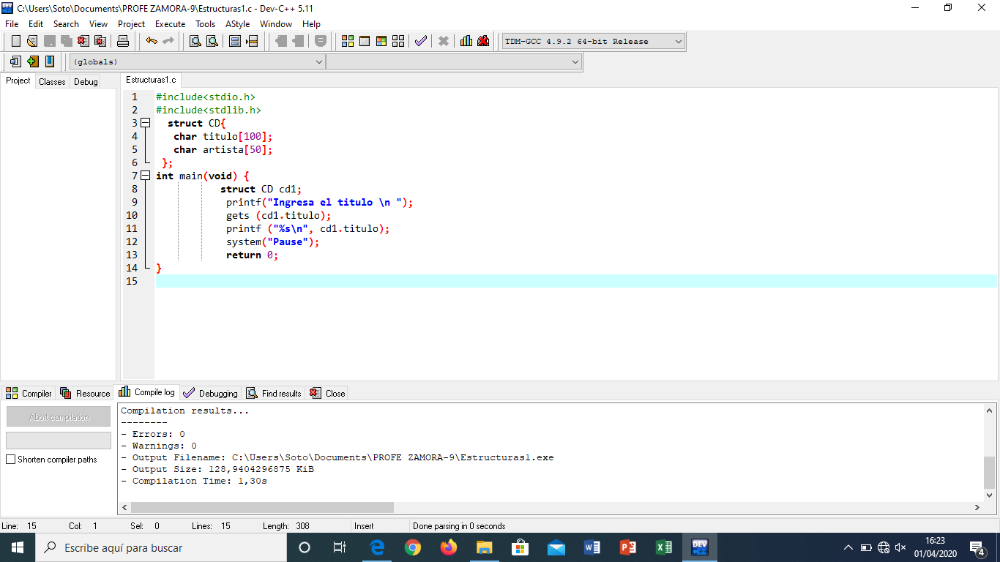 C:\Users\Soto\Documents\PROFE ZAMORA-9\Estructuras1.c - Dev-C++ 5.11
File Edit Search View Project Execute Tools AStyle Window Help
TDM-GCC 4.9.2 64-bit Release
(globals)
Project Classes Debug
Estructuras1.c
1 #include<stdio.h>
2 #include<stdlib.h>
3 struct CD{
4 char titulo[100];
5 char artista[50];
6 };
7 int main(void) {
8 struct CD cd1;
9 printf("Ingresa el titulo \n ");
10 gets (cd1.titulo);
11 printf ("%s\n", cd1.titulo);
12 system("Pause");
13 return 0;
14 }
15
Compiler Resource Compile log Debugging Find results Close
Abort compilation
Shorten compiler paths
Compilation results...
--------
- Errors: 0
- Warnings: 0
- Output Filename: C:\Users\Soto\Documents\PROFE ZAMORA-9\Estructuras1.exe
- Output Size: 128,9404296875 KiB
- Compilation Time: 1,30s
Line: 15 Col: 1 Sel: 0 Lines: 15 Length: 308 Insert Done parsing in 0 seconds
Escribe aquí para buscar
DEV
16:23
01/04/2020
4